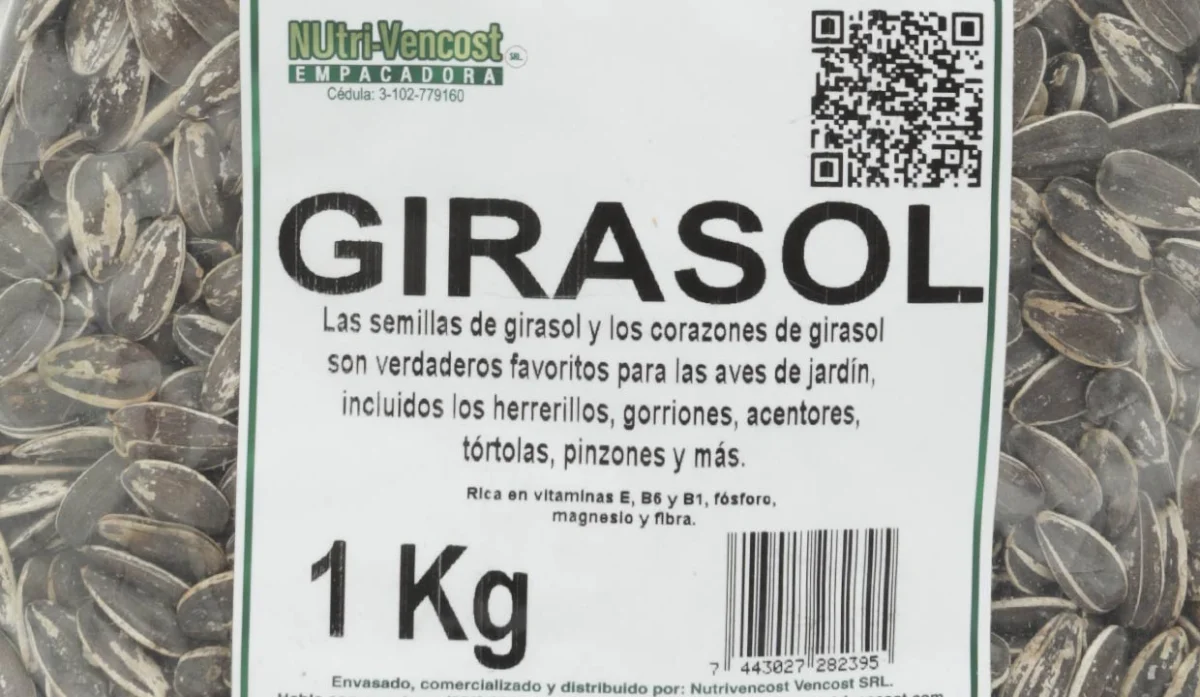 NUtri-Vencost SRL.
EMPACADORA
Cédula: 3-102-779160
GIRASOL
Las semillas de girasol y los corazones de girasol
son verdaderos favoritos para las aves de jardín,
incluidos los herrerillos, gorriones, acentores,
tórtolas, pinzones y más.
Rica en vitaminas E, B6 y B1, fósforo,
magnesio y fibra.
1 Kg
7 443027 282395
Envasado, comercializado y distribuido por: Nutrivencost Vencost SRL.